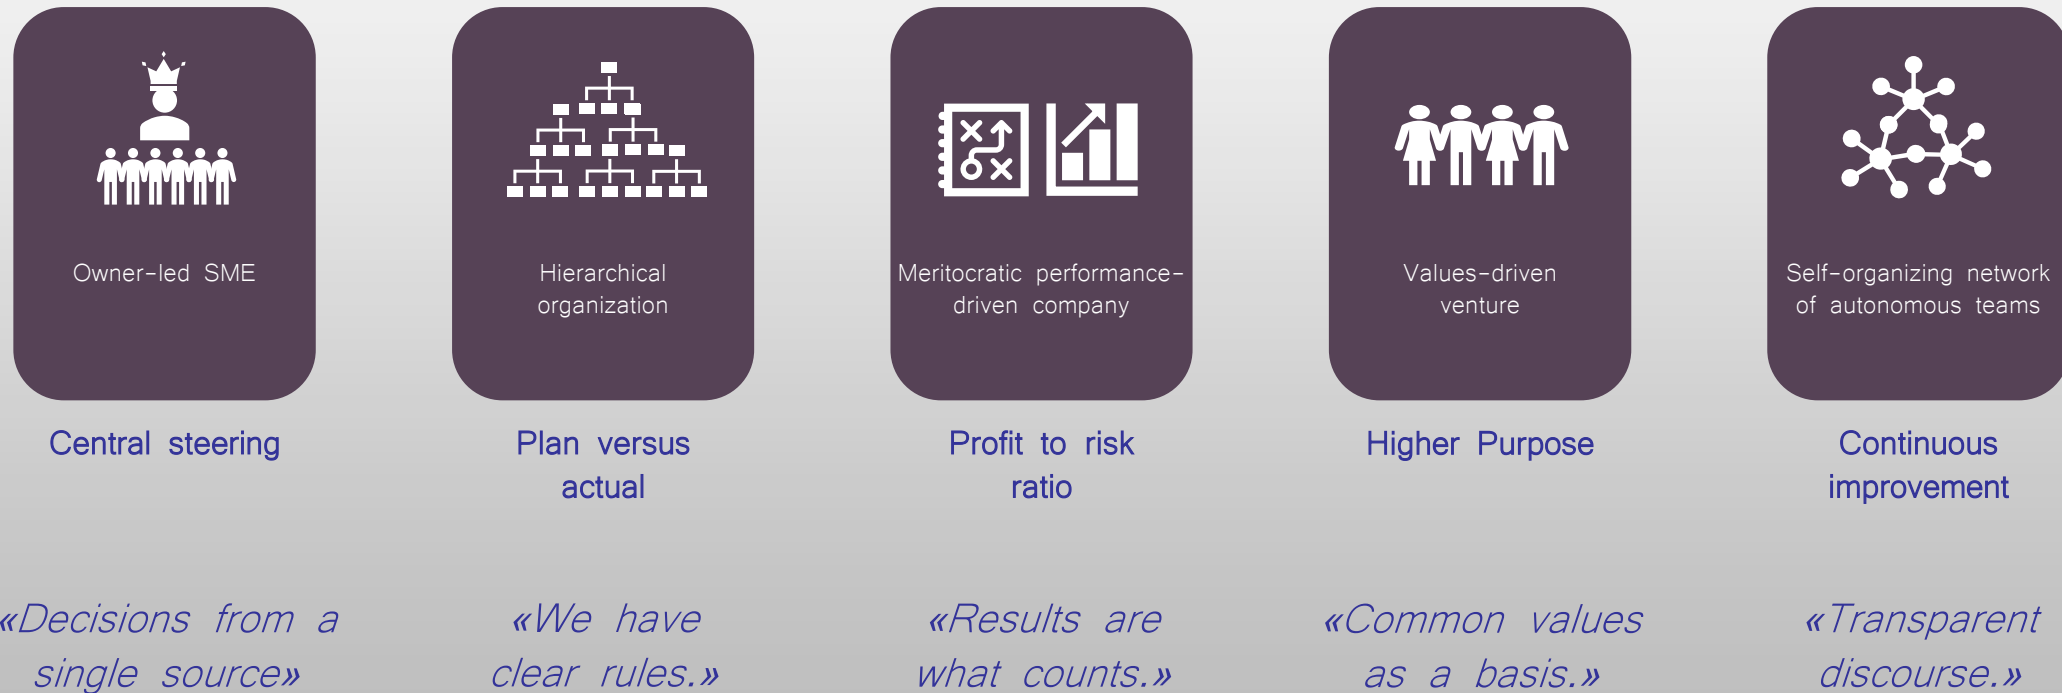 Owner-led SME
Hierarchical
organization
Meritocratic performance-
driven company
Values-driven
venture
Self-organizing network
of autonomous teams
Central steering
Plan versus
actual
Profit to risk
ratio
Higher Purpose
Continuous
improvement
«Decisions from a
single source»
«We have
clear rules.»
«Results are
what counts.»
«Common values
as a basis.»
«Transparent
discourse.»